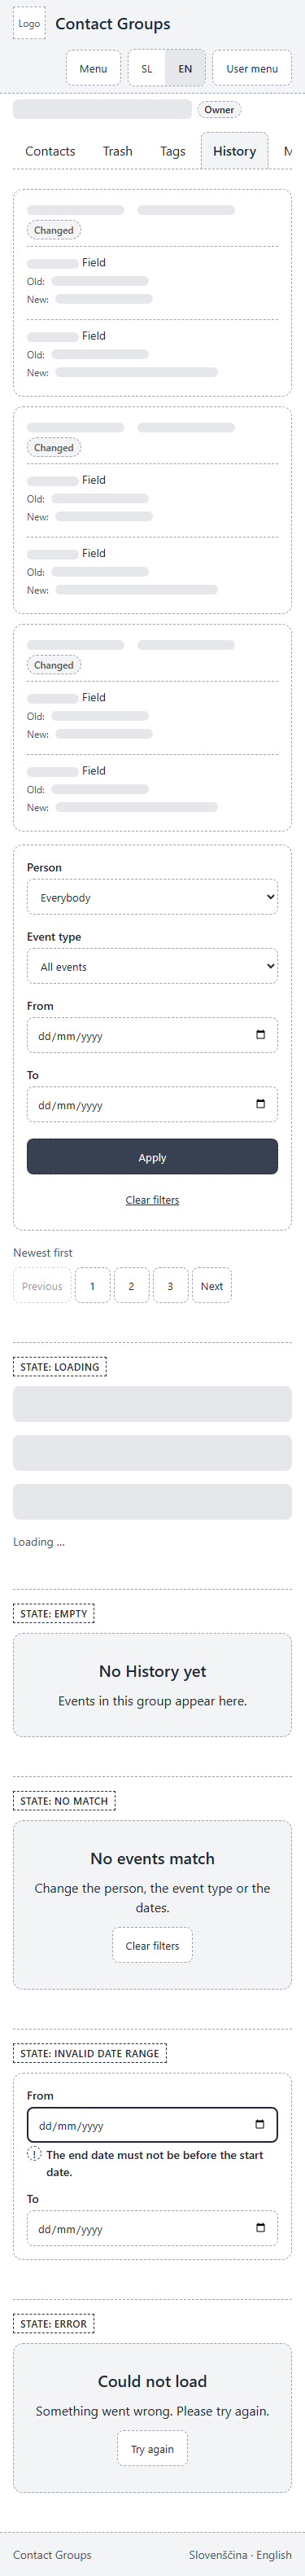 Logo
Contact Groups
Menu
SL
EN
User menu
Owner
Contacts
Trash
Tags
History
M
Changed
Field
Old:
New:
Field
Old:
New:
Changed
Field
Old:
New:
Field
Old:
New:
Changed
Field
Old:
New:
Field
Old:
New:
Person
Everybody
Event type
All events
From
dd/mm/yyyy
To
dd/mm/yyyy
Apply
Clear filters
Newest first
Previous
1
2
3
Next
STATE: LOADING
Loading ...
STATE: EMPTY
No History yet
Events in this group appear here.
STATE: NO MATCH
No events match
Change the person, the event type or the
dates.
Clear filters
STATE: INVALID DATE RANGE
From
dd/mm/yyyy
! The end date must not be before the start
date.
To
dd/mm/yyyy
STATE: ERROR
Could not load
Something went wrong. Please try again.
Try again
Contact Groups
Slovenščina · English